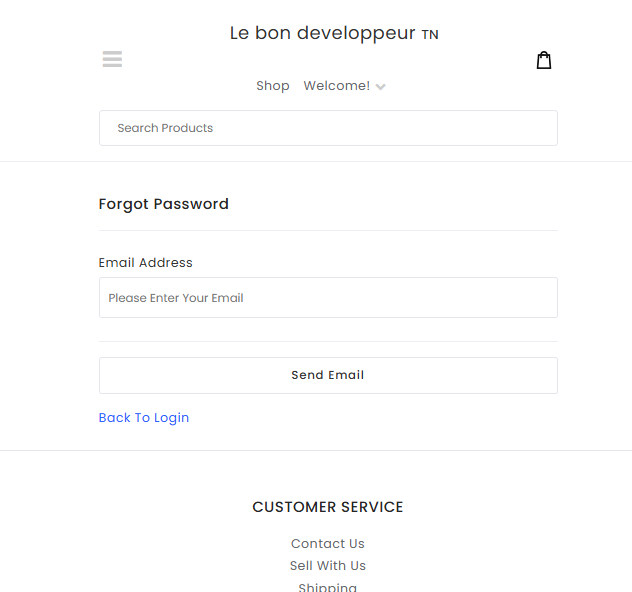 Le bon developpeur TN
Shop Welcome!
Search Products
Forgot Password
Email Address
Please Enter Your Email
Send Email
Back To Login
CUSTOMER SERVICE
Contact Us
Sell With Us
Shipping